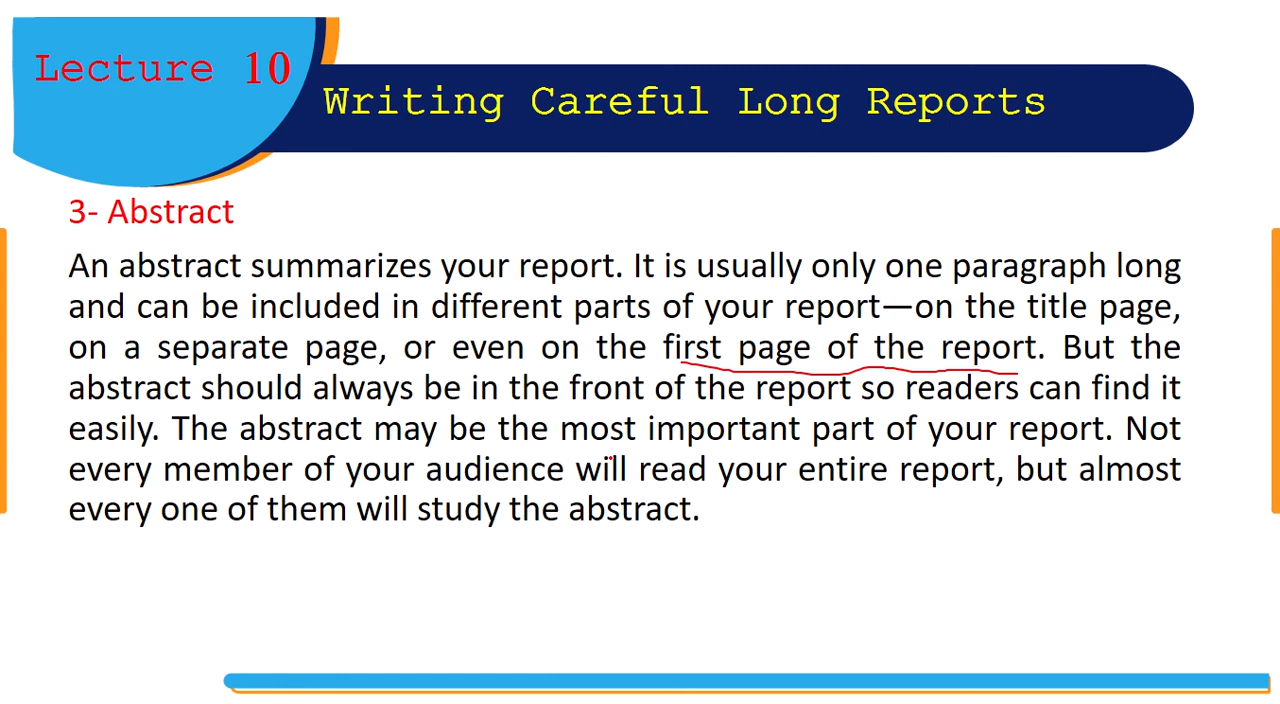 Lecture 10
Writing Careful Long Reports
3- Abstract
An abstract summarizes your report. It is usually only one paragraph long
and can be included in different parts of your report—on the title page,
on a separate page, or even on the first page of the report. But the
abstract should always be in the front of the report so readers can find it
easily. The abstract may be the most important part of your report. Not
every member of your audience will read your entire report, but almost
every one of them will study the abstract.